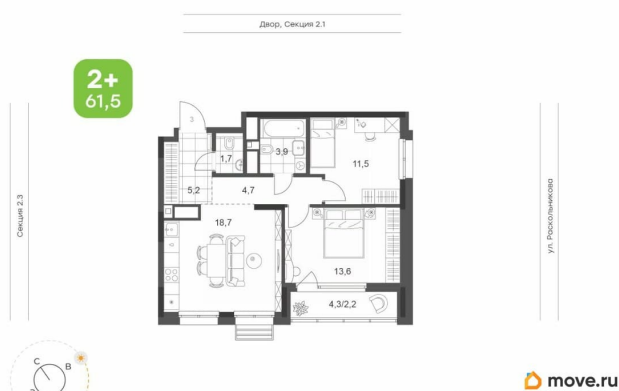 Двор, Секция 2.1
2+
61,5
3
1,7
3,9
11,5
5,2
4,7
18,7
13,6
4,3/2,2
Секция 2.3
ул. Раскольниково
С
В
move.ru